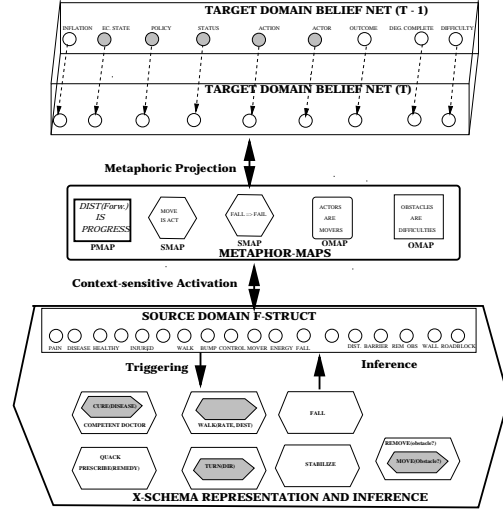 TARGET DOMAIN BELIEF NET (T - 1)
INFLATION EC. STATE POLICY STATUS ACTION ACTOR OUTCOME DEG. COMPLETE DIFFICULTY
TARGET DOMAIN BELIEF NET (T)
Metaphoric Projection
DIST(Forw.)
IS
PROGRESS
PMAP
MOVE
IS ACT
SMAP
FALL => FAIL
SMAP
ACTORS
ARE
MOVERS
OMAP
OBSTACLES
ARE
DIFFICULTIES
OMAP
METAPHOR-MAPS
Context-sensitive Activation
SOURCE DOMAIN F-STRUCT
PAIN DISEASE HEALTHY INJURED WALK BUMP CONTROL MOVER ENERGY FALL DIST. BARRIER REM OBS WALL ROADBLOCK
Triggering
Inference
CURE(DISEASE)
COMPETENT DOCTOR
WALK(RATE, DEST)
FALL
REMOVE(obstacle?)
MOVE(Obstacle?)
QUACK
PRESCRIBE(REMEDY)
TURN(DIR)
STABILIZE
X-SCHEMA REPRESENTATION AND INFERENCE